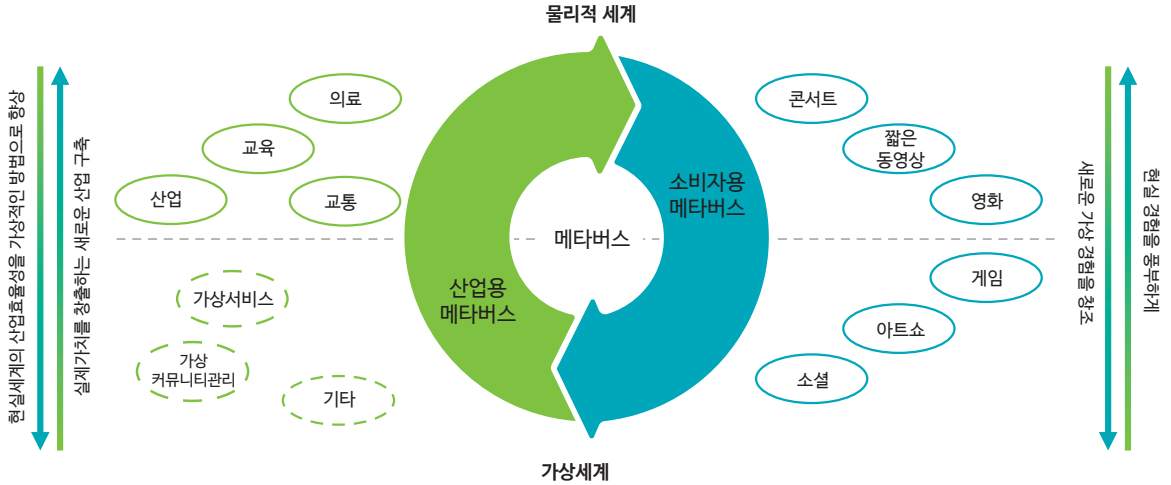 물리적 세계
현실세계의 산업효율성을 가상적인 방법으로 향상
실제가치를 창출하는 새로운 산업 구축
의료
교육
산업
교통
가상서비스
가상
커뮤니티관리
기타
산업용
메타버스
메타버스
소비자용
메타버스
콘서트
짧은
동영상
영화
게임
아트쇼
소셜
새로운 가상 경험을 창조
현실 경험을 풍부하게
가상세계